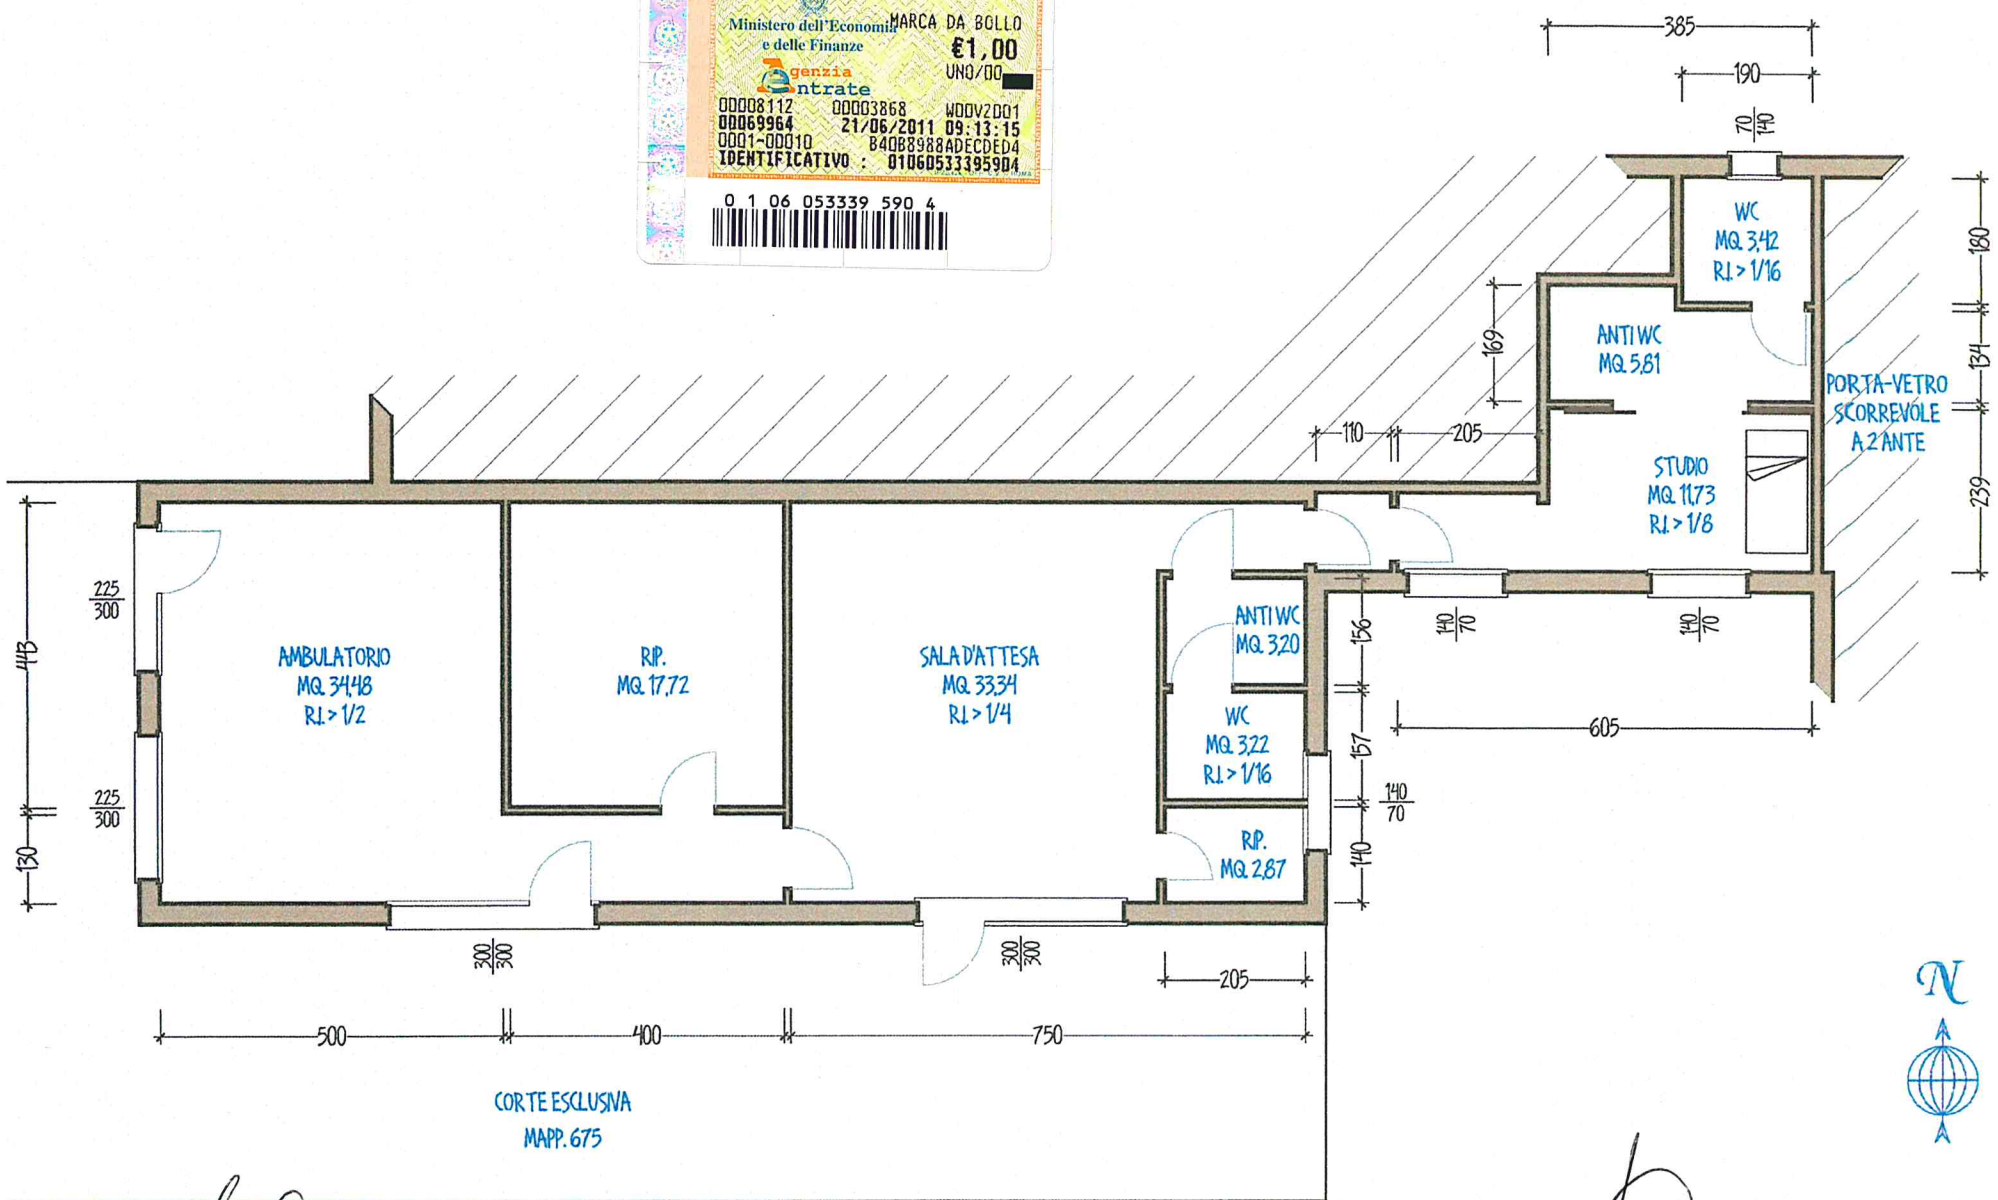 Ministero dell'Economia
e delle Finanze
MARCA DA BOLLO
€1,00
UNO/00
Agenzia
Entrate
00008112 00003868 W00V2001
00069964 21/06/2011 09:13:15
0001-00010 B40B8988ADECDED4
IDENTIFICATIVO : 01060533395904
0 1 06 053339 590 4
385
190
70
140
WC
MQ. 3,42
R.I. > 1/16
180
ANTI WC
MQ. 5,81
169
134
PORTA-VETRO
SCORREVOLE
A 2 ANTE
110
205
STUDIO
MQ. 11,73
R.I. > 1/8
239
225
300
443
AMBULATORIO
MQ. 34,48
R.I. > 1/2
RIP.
MQ. 17,72
SALA D'ATTESA
MQ. 33,34
R.I. > 1/4
ANTI WC
MQ. 3,20
156
140
70
140
70
WC
MQ. 3,22
R.I. > 1/16
157
605
225
300
140
70
130
RIP.
MQ. 2,87
140
300
300
300
300
205
500
400
750
N
CORTE ESCLUSIVA
MAPP. 675